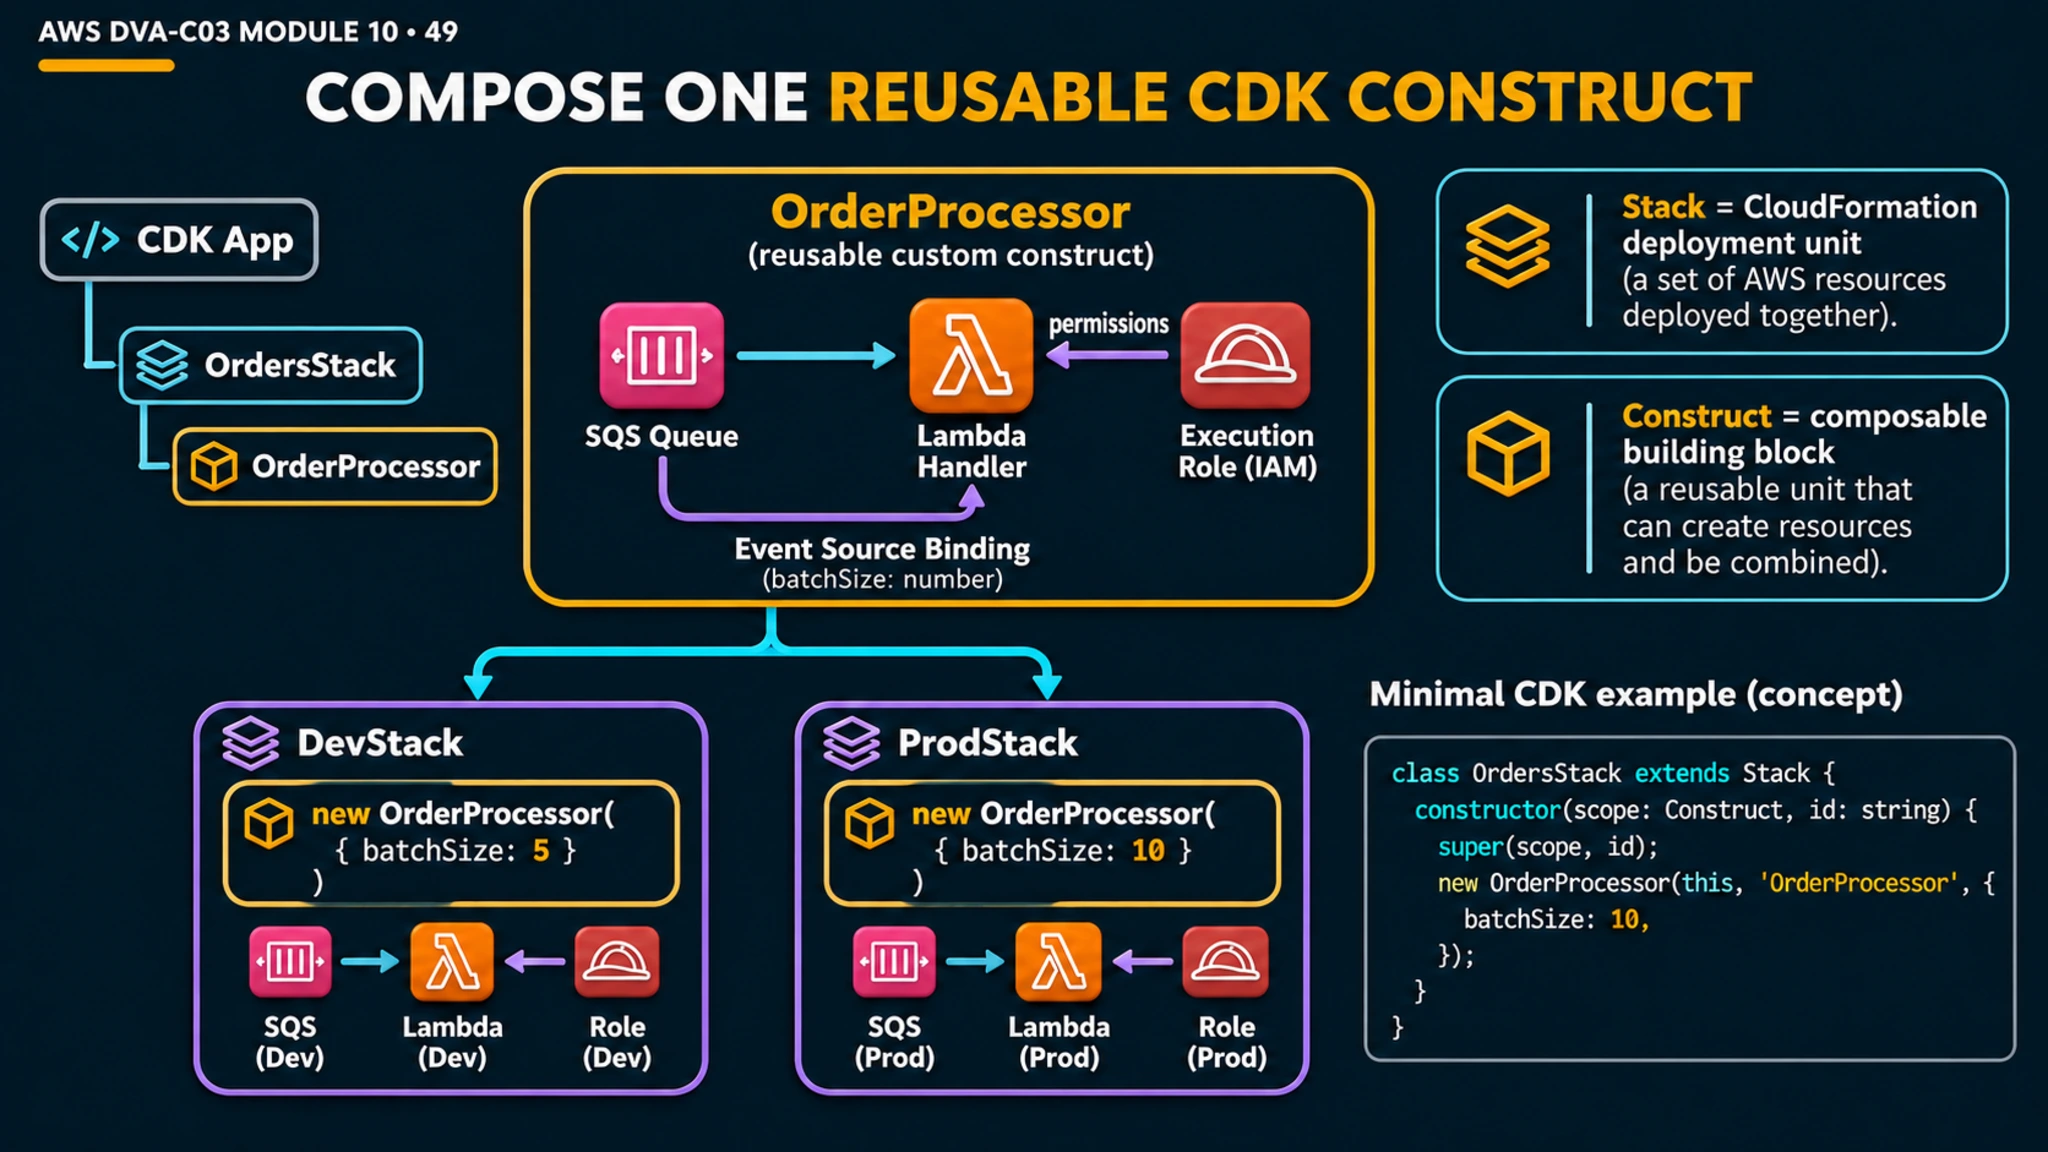 AWS DVA-C03 MODULE 10 • 49
COMPOSE ONE REUSABLE CDK CONSTRUCT
</> CDK App
OrdersStack
OrderProcessor
OrderProcessor
(reusable custom construct)
permissions
SQS Queue
Lambda
Handler
Execution
Role (IAM)
Event Source Binding
(batchSize: number)
Stack = CloudFormation
deployment unit
(a set of AWS resources
deployed together).
Construct = composable
building block
(a reusable unit that
can create resources
and be combined).
DevStack
new OrderProcessor(
{ batchSize: 5 }
)
SQS
(Dev)
Lambda
(Dev)
Role
(Dev)
ProdStack
new OrderProcessor(
{ batchSize: 10 }
)
SQS
(Prod)
Lambda
(Prod)
Role
(Prod)
Minimal CDK example (concept)
class OrdersStack extends Stack {
constructor(scope: Construct, id: string) {
super(scope, id);
new OrderProcessor(this, 'OrderProcessor', {
batchSize: 10,
});
}
}